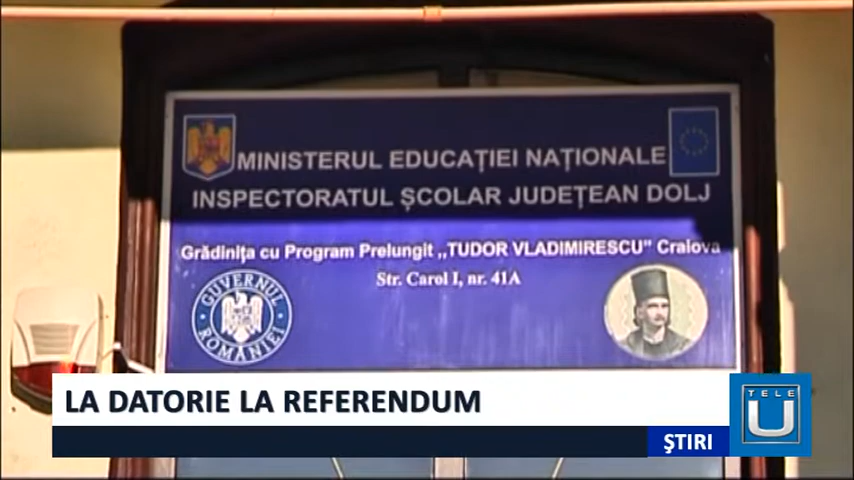 MINISTERUL EDUCAȚIEI NAȚIONALE
INSPECTORATUL ȘCOLAR JUDEȚEAN DOLJ
Grădinița cu Program Prelungit „TUDOR VLADIMIRESCU" Craiova
Str. Carol I, nr. 41A
GUVERNUL ROMÂNIEI
LA DATORIE LA REFERENDUM
ŞTIRI
TELE U